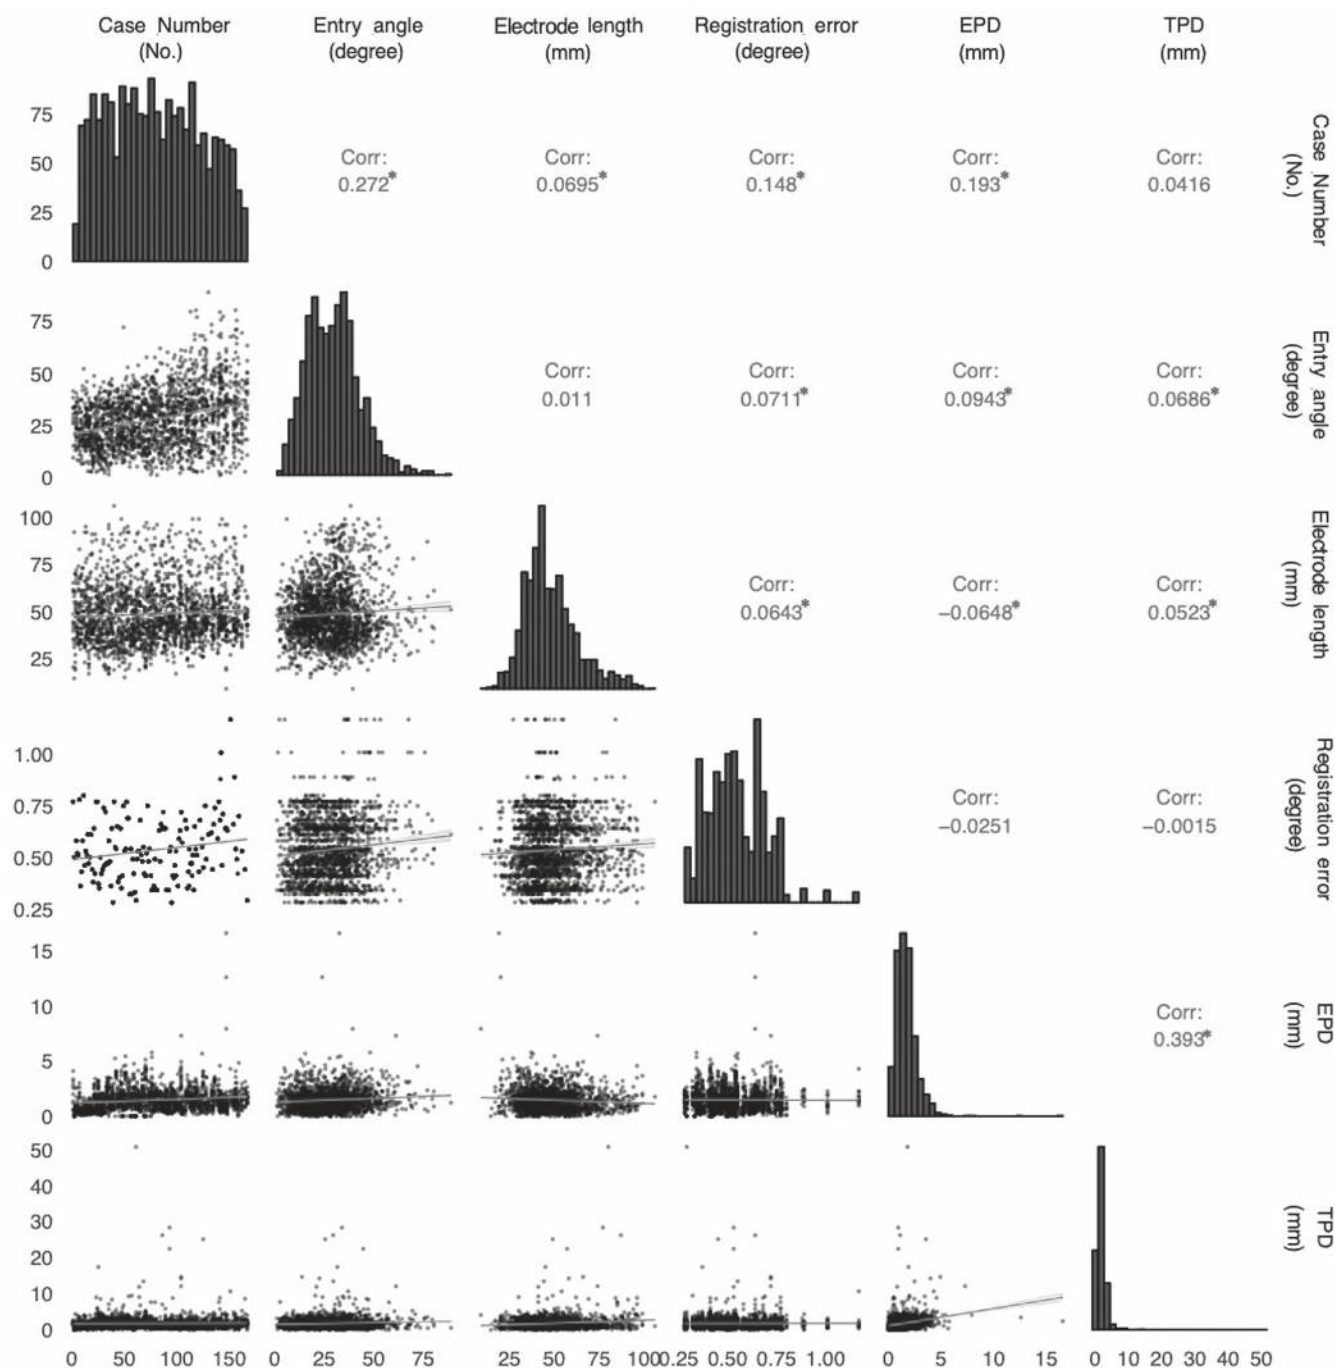 Case Number Entry angle Electrode length Registration error EPD TPD
(No.) (degree) (mm) (degree) (mm) (mm)
75
50
25
0
Corr: Corr: Corr: Corr: Corr:
0.272* 0.0695* 0.148* 0.193* 0.0416
Case Number
(No.)
75
50
25
0
Corr: Corr: Corr: Corr:
0.011 0.0711* 0.0943* 0.0686*
Entry angle
(degree)
100
75
50
25
Corr: Corr: Corr:
0.0643* −0.0648* 0.0523*
Electrode length
(mm)
1.00
0.75
0.50
0.25
Corr: Corr:
−0.0251 −0.0015
Registration error
(degree)
15
10
5
0
Corr:
0.393*
EPD
(mm)
50
40
30
20
10
0
TPD
(mm)
0 50 100 150 0 25 50 75 25 50 75 100 0.25 0.50 0.75 1.00 0 5 10 15 0 10 20 30 40 50